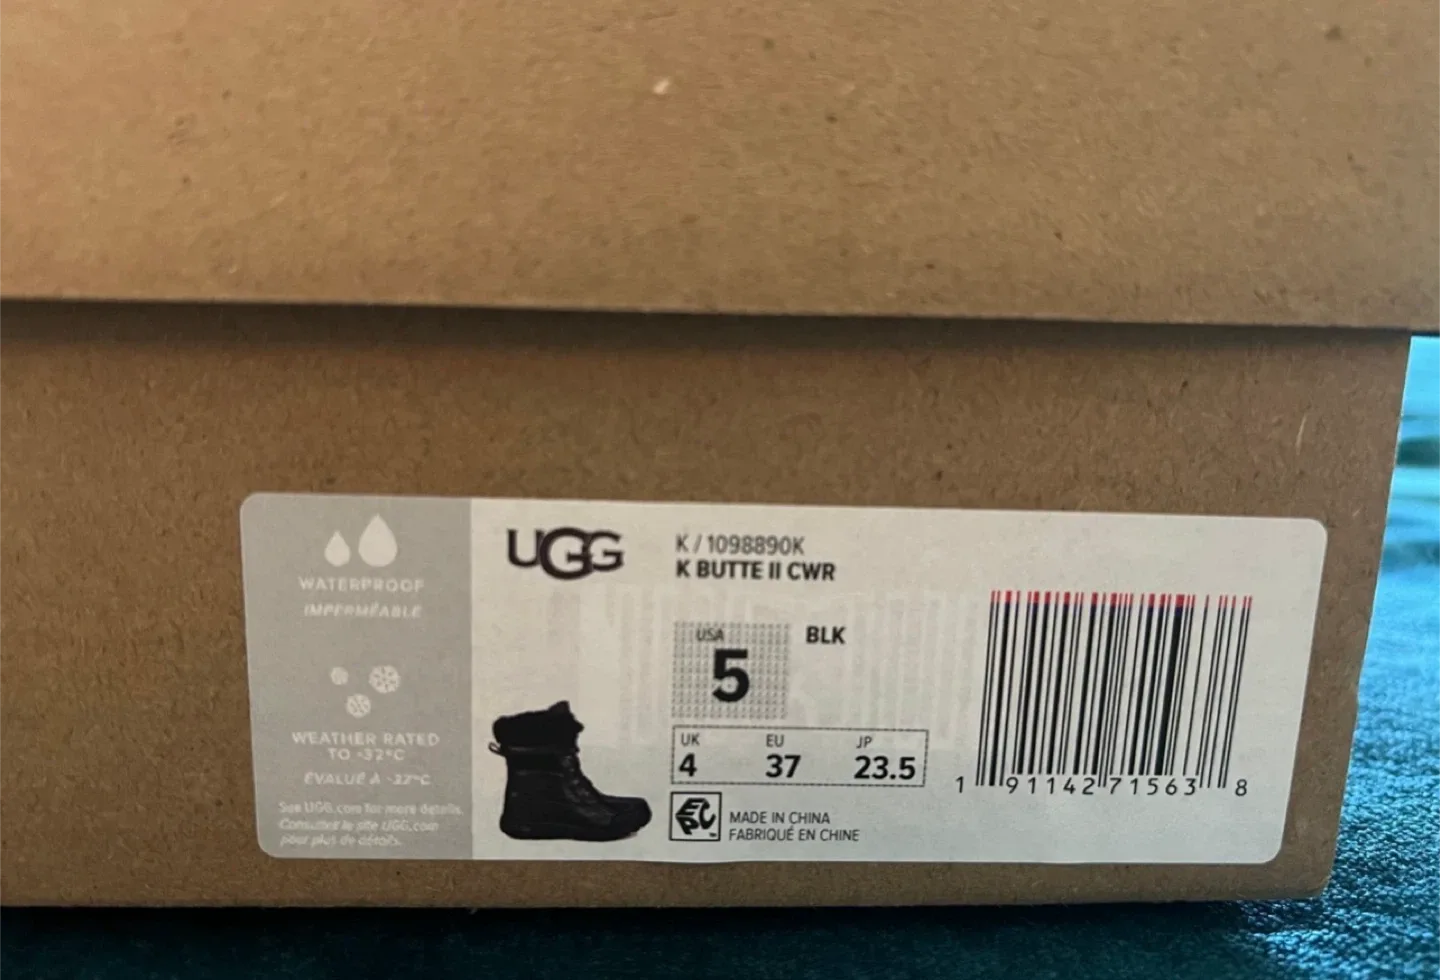 WATERPROOF
IMPERMÉABLE
WEATHER RATED
TO -32°C
ÉVALUÉ À -32°C
See UGG.com for more details.
Consultez le site UGG.com
pour plus de détails.
UGG
K / 1098890K
K BUTTE II CWR
USA
5
BLK
UK EU JP
4 37 23.5
EPC
MADE IN CHINA
FABRIQUÉ EN CHINE
1 91142 71563 8